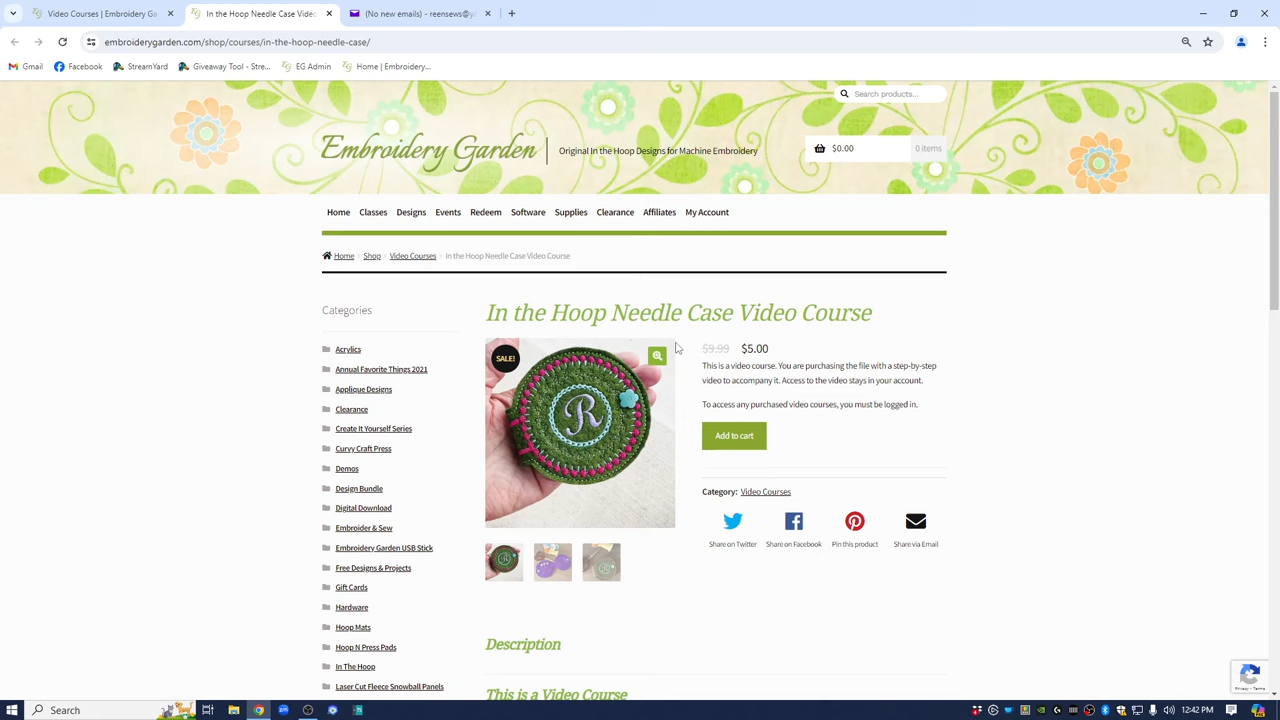 Video Courses | Embroidery G
In the Hoop Needle Case Video C
(No new email) - reensews@
embroiderygarden.com/shop/courses/in-the-hoop-needle-case/
Gmail
Facebook
StreamYard
Giveaway Tool - Stre...
EG Admin
Home | Embroidery...
Search products...
Embroidery Garden
Original In the Hoop Designs for Machine Embroidery
$0.00
0 items
Home
Classes
Designs
Events
Redeem
Software
Supplies
Clearance
Affiliates
My Account
Home
Shop
Video Courses
In the Hoop Needle Case Video Course
Categories
Acrylics
Annual Favorite Things 2021
Applique Designs
Clearance
Create It Yourself Series
Curvy Craft Press
Demos
Design Bundle
Digital Download
Embroider & Sew
Embroidery Garden USB Stick
Free Designs & Projects
Gift Cards
Hardware
Hoop Mats
Hoop N Press Pads
In The Hoop
Laser Cut Fleece Snowball Panels
In the Hoop Needle Case Video Course
SALE!
R
$9.99 $5.00
This is a video course. You are purchasing the file with a step-by-step
video to accompany it. Access to the video stays in your account.
To access any purchased video courses, you must be logged in.
Add to cart
Category: Video Courses
Share on Twitter
Share on Facebook
Pin this product
Share via Email
Description
This is a Video Course
Privacy - Terms
Search
12:42 PM